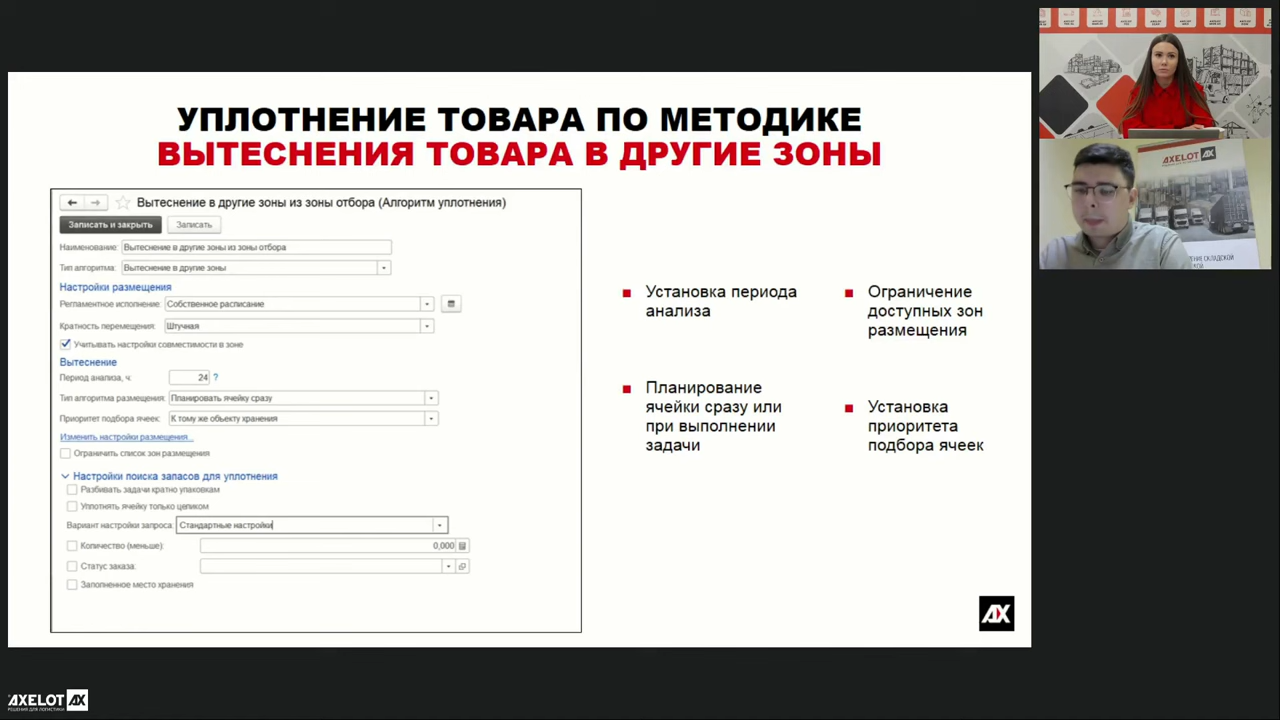 УПЛОТНЕНИЕ ТОВАРА ПО МЕТОДИКЕ
ВЫТЕСНЕНИЯ ТОВАРА В ДРУГИЕ ЗОНЫ
Вытеснение в другие зоны из зоны отбора (Алгоритм уплотнения)
Записать и закрыть
Записать
Наименование: Вытеснение в другие зоны из зоны отбора
Тип алгоритма: Вытеснение в другие зоны
Настройки размещения
Регламентное исполнение: Собственное расписание
Кратность перемещения: Штучная
Учитывать настройки совместимости в зоне
Вытеснение
Период анализа, ч: 24 ?
Тип алгоритма размещения: Планировать ячейку сразу
Приоритет подбора ячеек: К тому же объекту хранения
Изменить настройки размещения...
Ограничить список зон размещения
Настройки поиска запасов для уплотнения
Разбивать задачи кратно упаковкам
Уплотнять ячейку только целиком
Вариант настройки запроса: Стандартные настройки
Количество (меньше): 0,000
Статус заказа:
Заполненное место хранения
Установка периода
анализа
Планирование
ячейки сразу или
при выполнении
задачи
Ограничение
доступных зон
размещения
Установка
приоритета
подбора ячеек
AX
AXELOT AX
РЕШЕНИЯ ДЛЯ ЛОГИСТИКИ
AXELOT AX